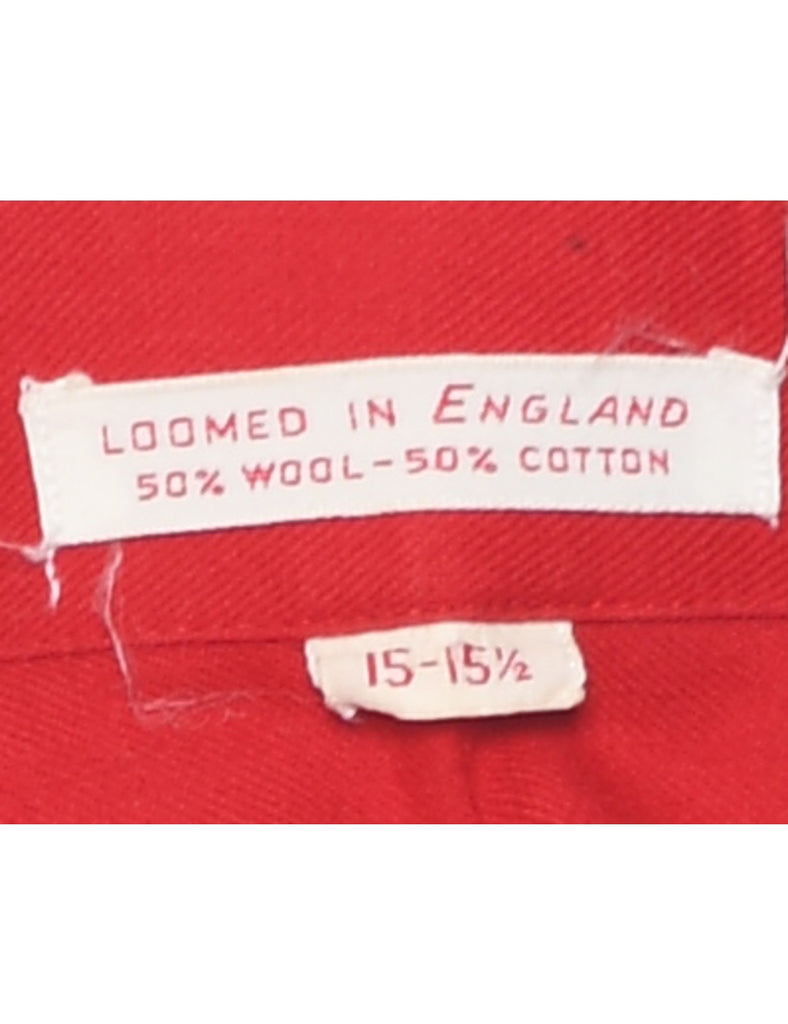 LOOMED IN ENGLAND
50% WOOL-50% COTTON
15-15½